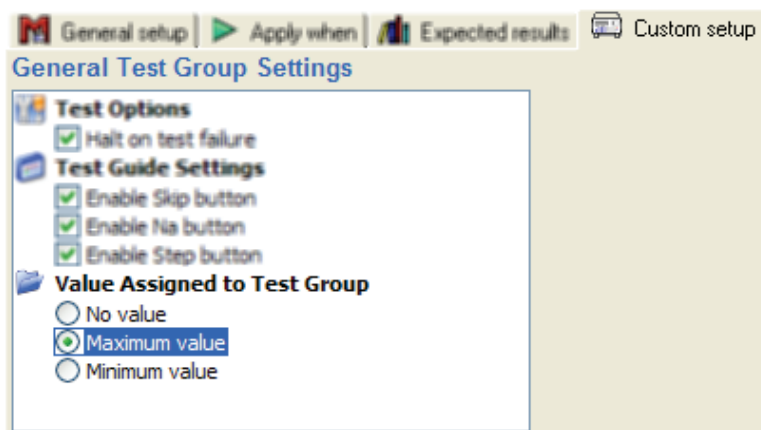 General setup Apply when Expected results Custom setup
General Test Group Settings
Test Options
Halt on test failure
Test Guide Settings
Enable Skip button
Enable Na button
Enable Step button
Value Assigned to Test Group
No value
Maximum value
Minimum value